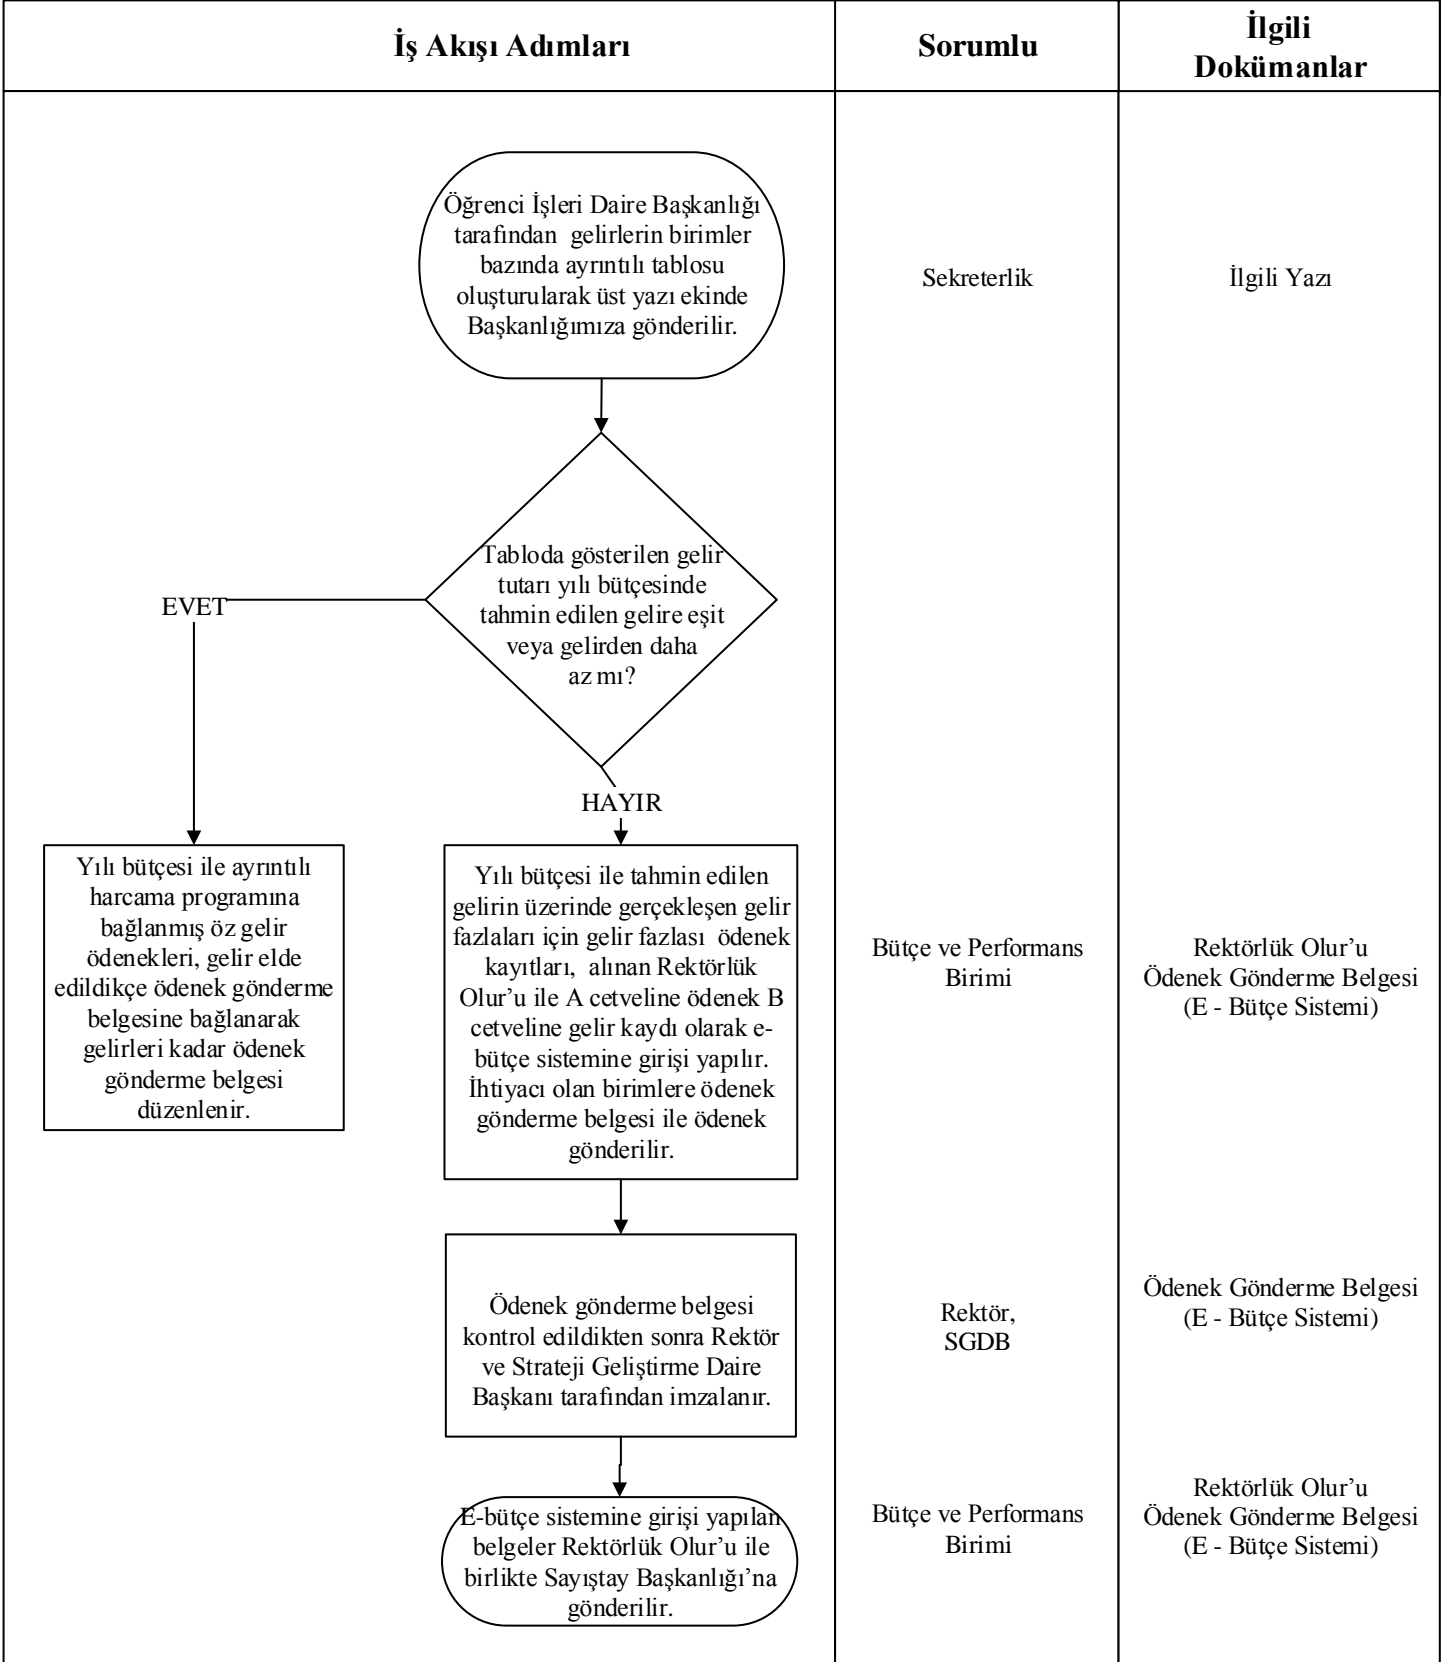 İş Akışı Adımları
Sorumlu
İlgili
Dokümanlar
Öğrenci İşleri Daire Başkanlığı
tarafından gelirlerin birimler
bazında ayrıntılı tablosu
oluşturularak üst yazı ekinde
Başkanlığımıza gönderilir.
Sekreterlik
İlgili Yazı
Tabloda gösterilen gelir
tutarı yılı bütçesinde
tahmin edilen gelire eşit
veya gelirden daha
az mı?
EVET
HAYIR
Yılı bütçesi ile ayrıntılı
harcama programına
bağlanmış öz gelir
ödenekleri, gelir elde
edildikçe ödenek gönderme
belgesine bağlanarak
gelirleri kadar ödenek
gönderme belgesi
düzenlenir.
Yılı bütçesi ile tahmin edilen
gelirin üzerinde gerçekleşen gelir
fazlaları için gelir fazlası ödenek
kayıtları, alınan Rektörlük
Olur’u ile A cetveline ödenek B
cetveline gelir kaydı olarak e-
bütçe sistemine girişi yapılır.
İhtiyacı olan birimlere ödenek
gönderme belgesi ile ödenek
gönderilir.
Bütçe ve Performans
Birimi
Rektörlük Olur’u
Ödenek Gönderme Belgesi
(E - Bütçe Sistemi)
Ödenek gönderme belgesi
kontrol edildikten sonra Rektör
ve Strateji Geliştirme Daire
Başkanı tarafından imzalanır.
Rektör,
SGDB
Ödenek Gönderme Belgesi
(E - Bütçe Sistemi)
E-bütçe sistemine girişi yapılan
belgeler Rektörlük Olur’u ile
birlikte Sayıştay Başkanlığı’na
gönderilir.
Bütçe ve Performans
Birimi
Rektörlük Olur’u
Ödenek Gönderme Belgesi
(E - Bütçe Sistemi)